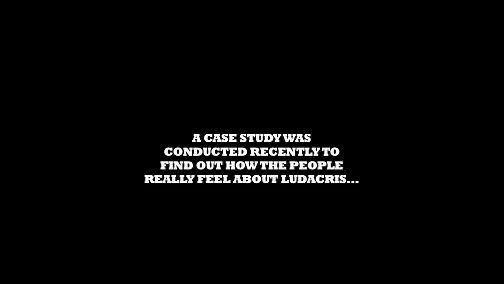 A CASE STUDY WAS
CONDUCTED RECENTLY TO
FIND OUT HOW THE PEOPLE
REALLY FEEL ABOUT LUDACRIS...